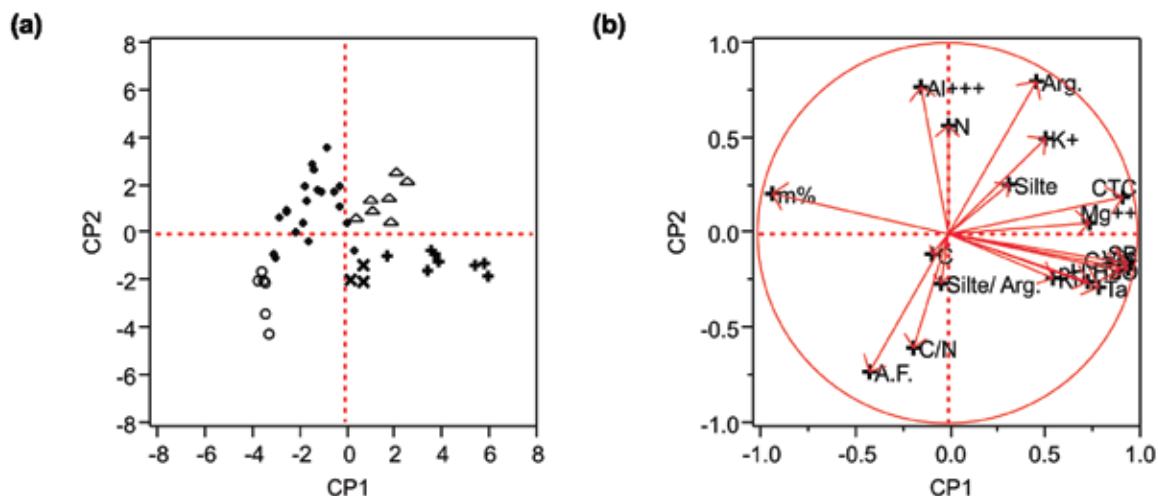 (a)
8
6
4
2
0
-2
-4
-6
-8
CP2
-8 -6 -4 -2 0 2 4 6 8
CP1
(b)
1.0
0.5
0.0
-0.5
-1.0
CP2
-1.0 -0.5 0.0 0.5 1.0
CP1
Al+++
Arg.
N
K+
Silte
m%
CTC
Mg++
C
Silte/ Arg.
Ta
C/N
A.F.